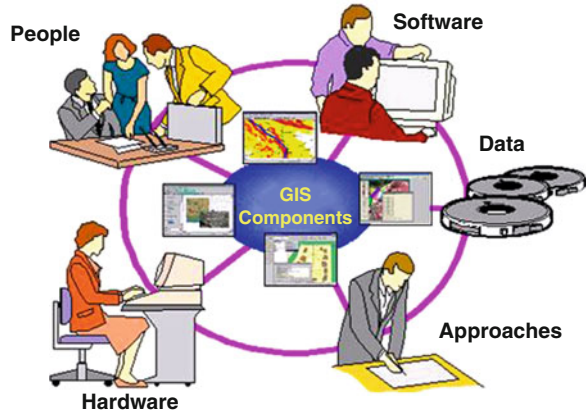 People
Software
Data
GIS
Components
Approaches
Hardware